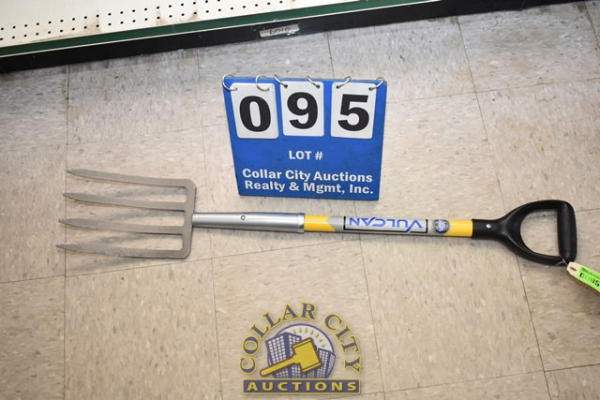 095
LOT #
Collar City Auctions
Realty & Mgmt, Inc.
VULCAN
COLLAR CITY
AUCTIONS